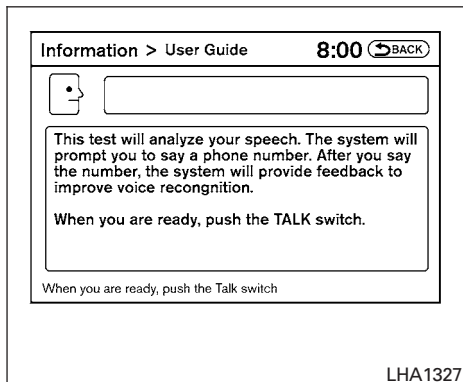 Information > User Guide 8:00 BACK
This test will analyze your speech. The system will
prompt you to say a phone number. After you say
the number, the system will provide feedback to
improve voice recongnition.
When you are ready, push the TALK switch.
When you are ready, push the Talk switch
LHA1327